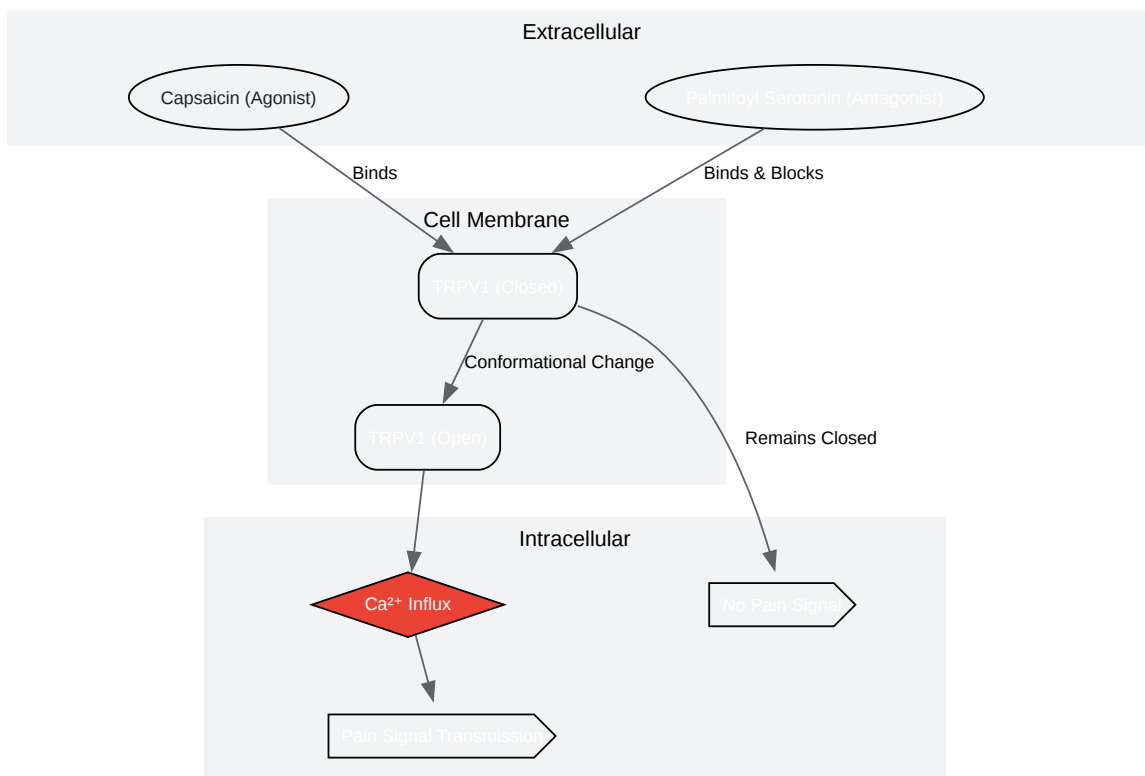 Extracellular
Capsaicin (Agonist)
Palmitoyl Serotonin (Antagonist)
Binds
Binds & Blocks
Cell Membrane
TRPV1 (Closed)
Conformational Change
TRPV1 (Open)
Remains Closed
Intracellular
Ca²⁺ Influx
No Pain Signal
Pain Signal Transmission